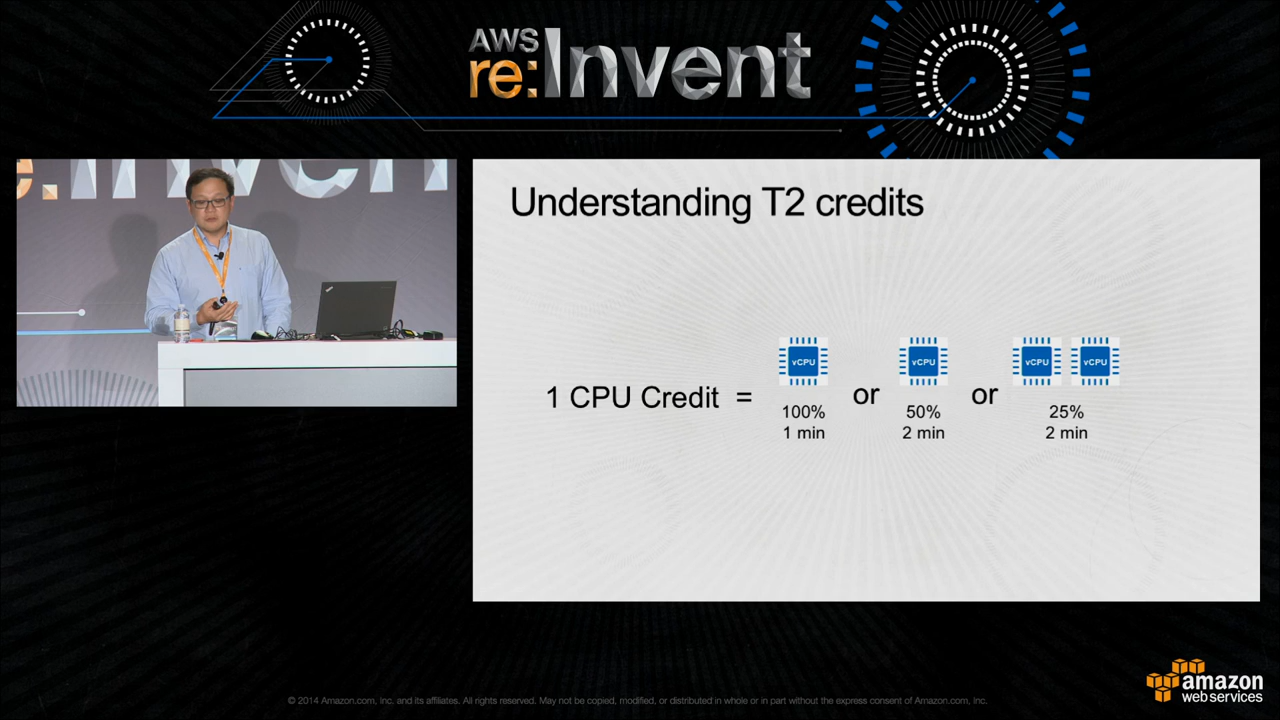 AWS
re:Invent
e:Invent
Understanding T2 credits
vCPU
vCPU
vCPU
vCPU
1 CPU Credit =
or
or
100%
1 min
50%
2 min
25%
2 min
© 2014 Amazon.com, Inc. and its affiliates. All rights reserved. May not be copied, modified, or distributed in whole or in part without the express consent of Amazon.com, Inc.
amazon
web services